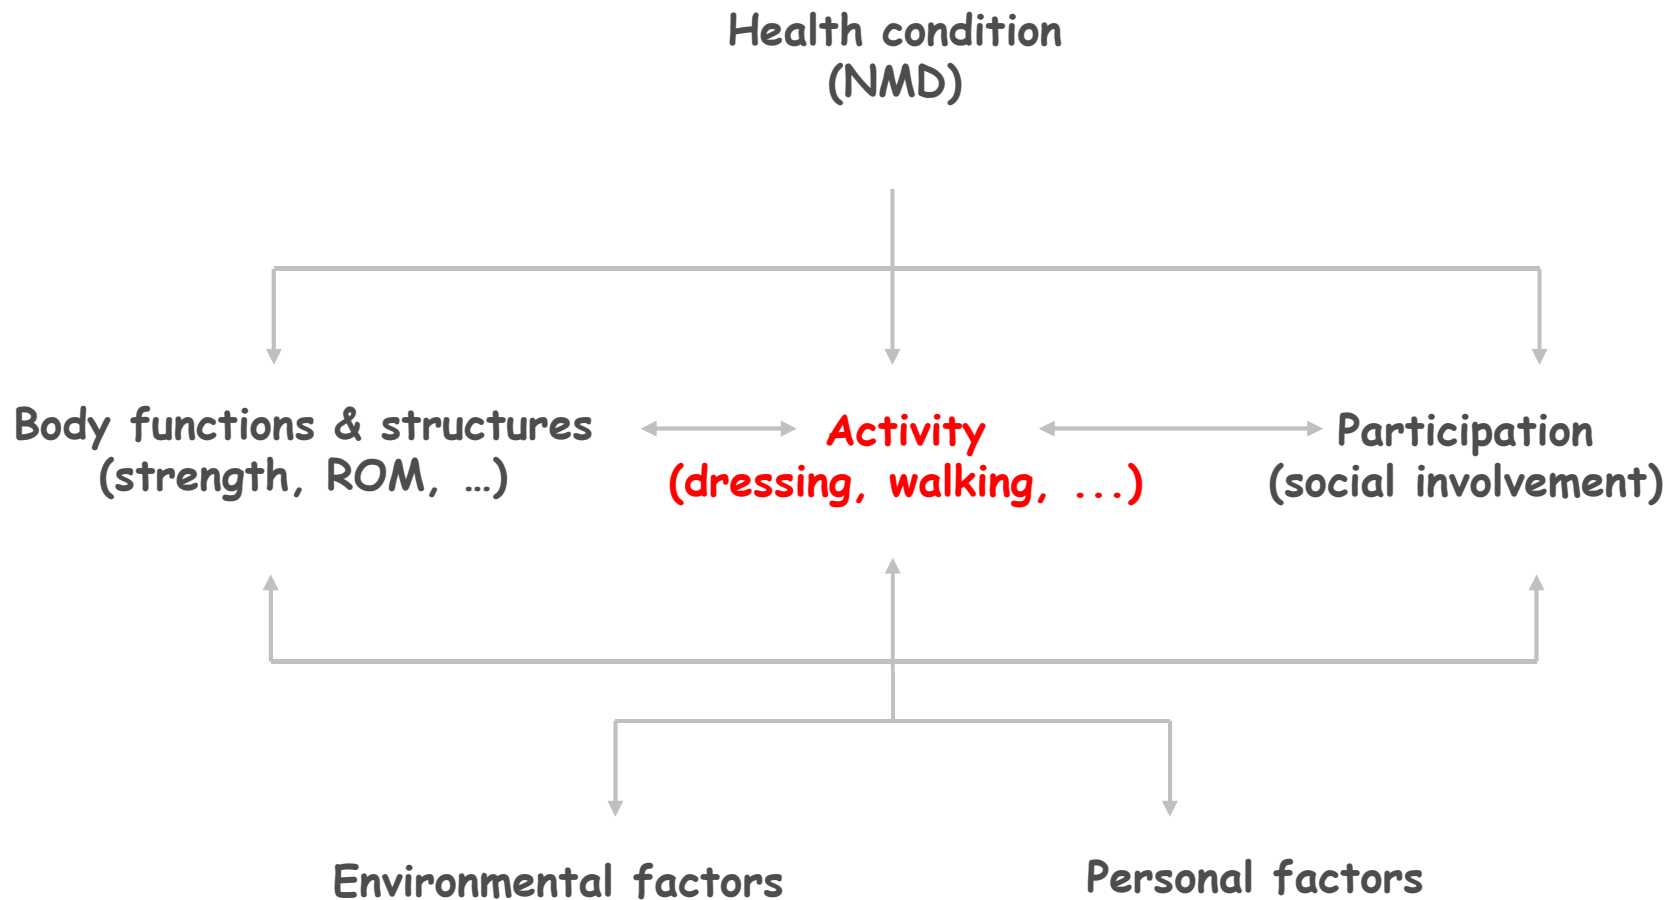 Health condition
(NMD)
Body functions & structures
(strength, ROM, …)
Activity
(dressing, walking, ...)
Participation
(social involvement)
Environmental factors
Personal factors